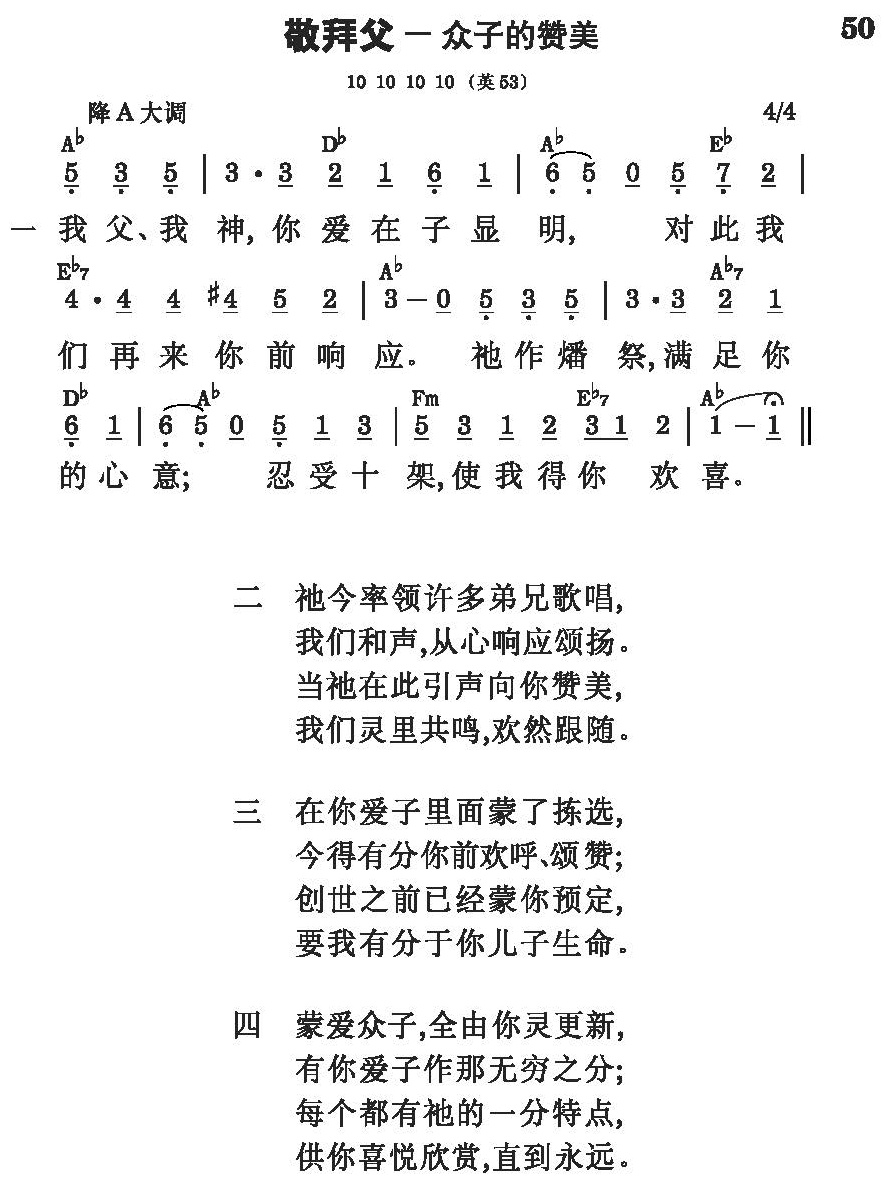 敬拜父－众子的赞美 50
10 10 10 10（英53）
降A大调 4/4
A♭ D♭ A♭ E♭
5 3 5 | 3 · 3 2 1 6 1 | 6 5 0 5 7 2 |
一 我父、我神,你爱在子显明,对此我
E♭7 A♭ A♭7
4 · 4 4 #4 5 2 | 3 － 0 5 3 5 | 3 · 3 2 1
们再来你前响应。祂作燔祭,满足你
D♭ A♭ Fm E♭7 A♭
6 1 | 6 5 0 5 1 3 | 5 3 1 2 3 1 2 | 1 － 1 ‖
的心意;忍受十架,使我得你欢喜。
二 祂今率领许多弟兄歌唱,
我们和声,从心响应颂扬。
当祂在此引声向你赞美,
我们灵里共鸣,欢然跟随。
三 在你爱子里面蒙了拣选,
今得有分你前欢呼、颂赞;
创世之前已经蒙你预定,
要我有分于你儿子生命。
四 蒙爱众子,全由你灵更新,
有你爱子作那无穷之分;
每个都有祂的一分特点,
供你喜悦欣赏,直到永远。